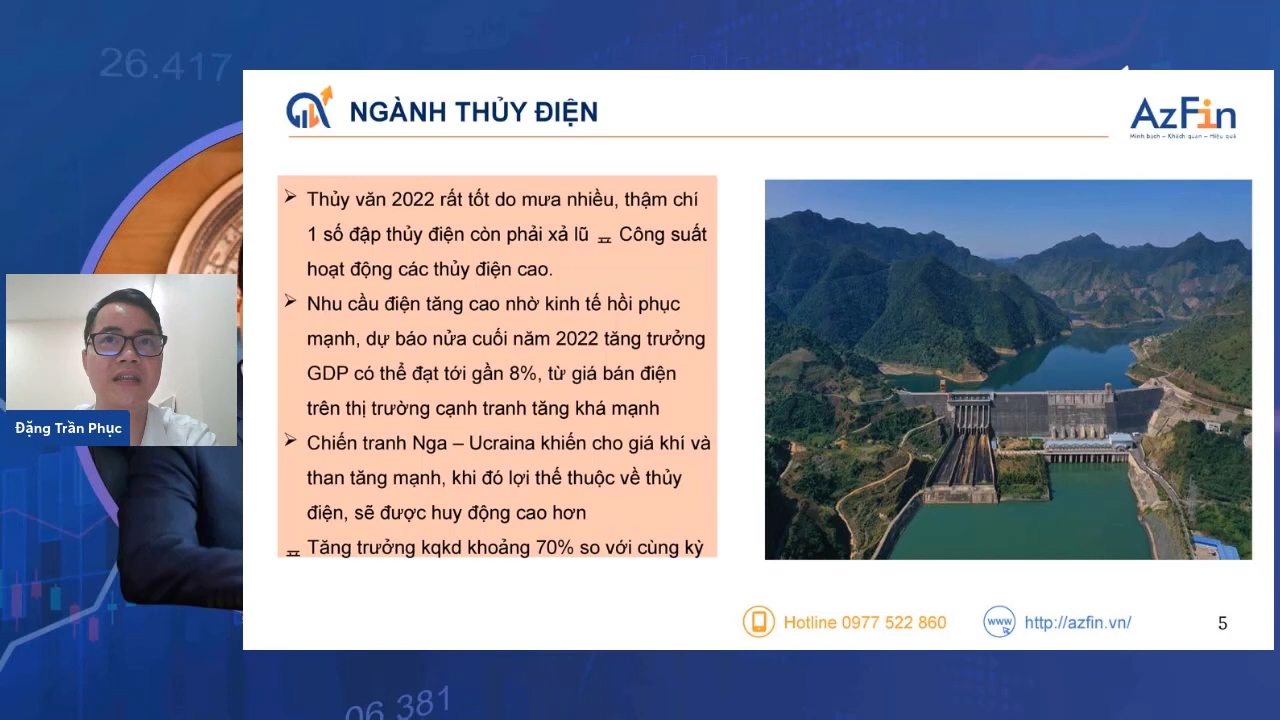 26.417
NGÀNH THỦY ĐIỆN
AzFin
Minh bạch – Khách quan – Hiệu quả
➢ Thủy văn 2022 rất tốt do mưa nhiều, thậm chí
1 số đập thủy điện còn phải xả lũ ㅍ Công suất
hoạt động các thủy điện cao.
➢ Nhu cầu điện tăng cao nhờ kinh tế hồi phục
mạnh, dự báo nửa cuối năm 2022 tăng trưởng
GDP có thể đạt tới gần 8%, từ giá bán điện
trên thị trường cạnh tranh tăng khá mạnh
➢ Chiến tranh Nga – Ucraina khiến cho giá khí và
than tăng mạnh, khi đó lợi thế thuộc về thủy
điện, sẽ được huy động cao hơn
ㅍ Tăng trưởng kqkd khoảng 70% so với cùng kỳ
Đặng Trần Phục
Hotline 0977 522 860
www
http://azfin.vn/
5
06.381